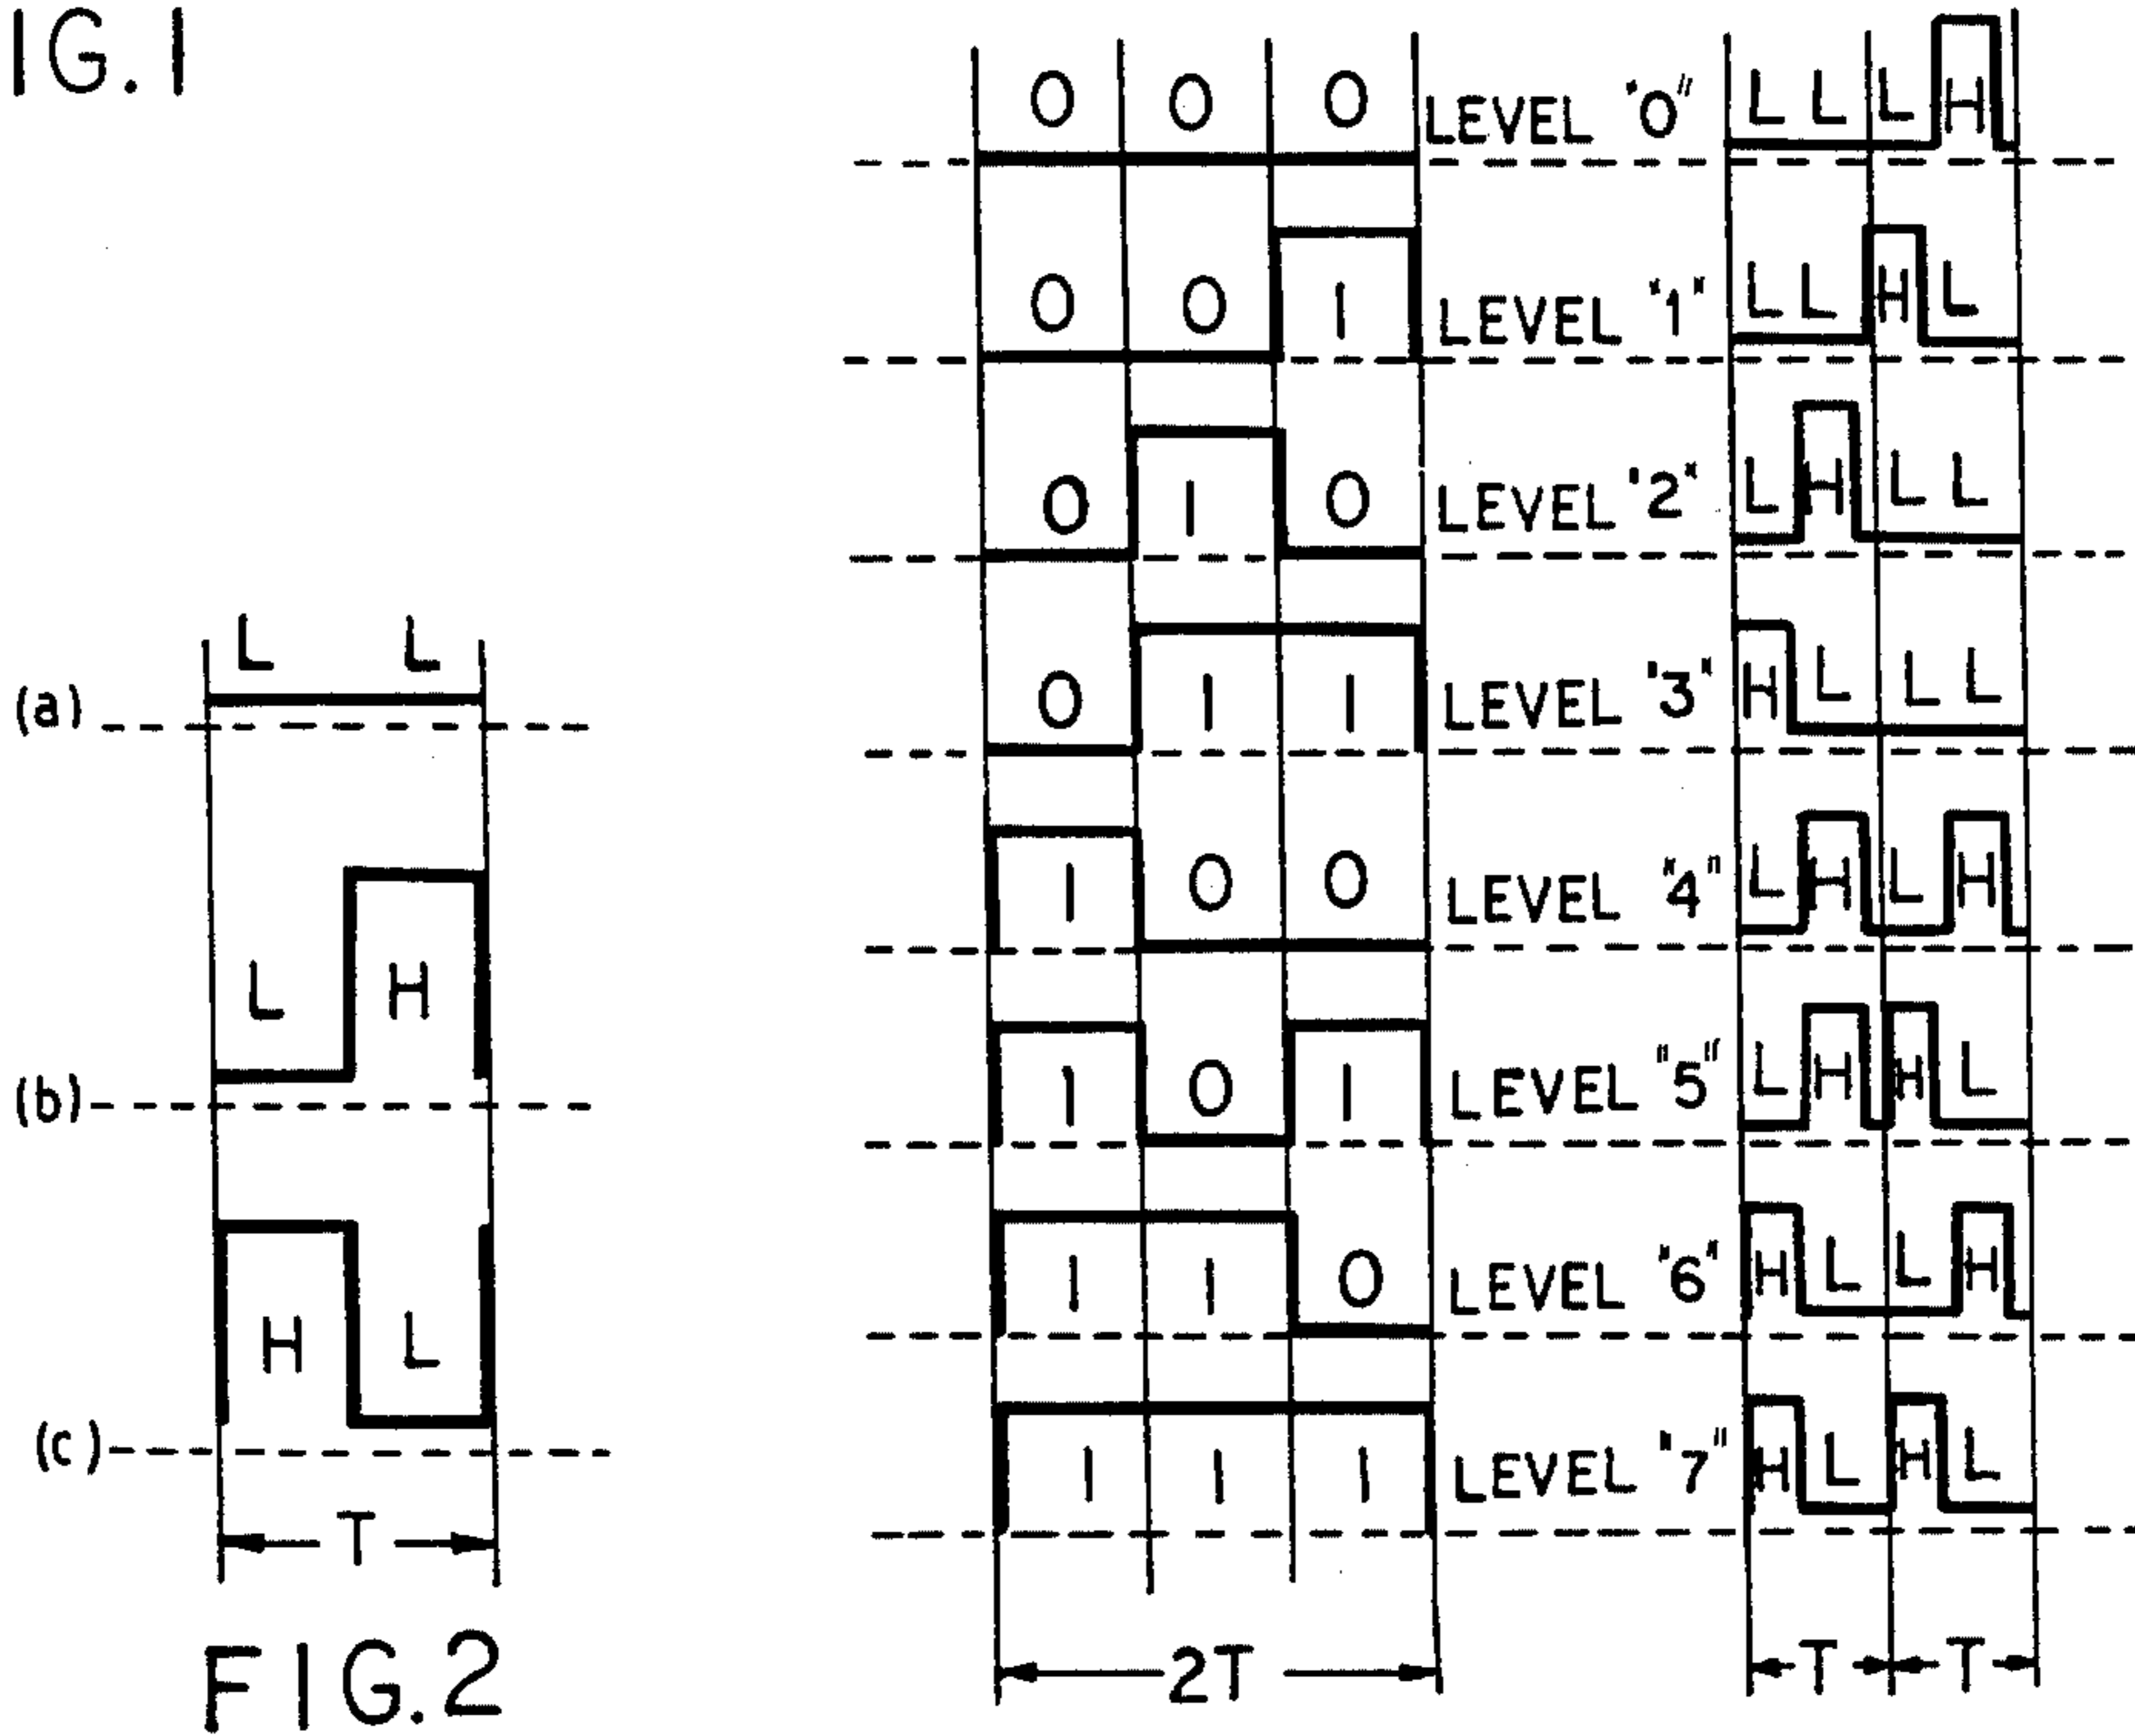 IG. 1
0 0 0 LEVEL "0" L L L H
0 0 1 LEVEL "1" L L H L
0 1 0 LEVEL "2" L H L L
0 1 1 LEVEL "3" H L L L
1 0 0 LEVEL "4" L H L H
1 0 1 LEVEL "5" L H H L
1 1 0 LEVEL "6" H L L H
1 1 1 LEVEL "7" H L H L
2T T T
L L
(a)
L H
(b)
H L
(c)
T
FIG. 2